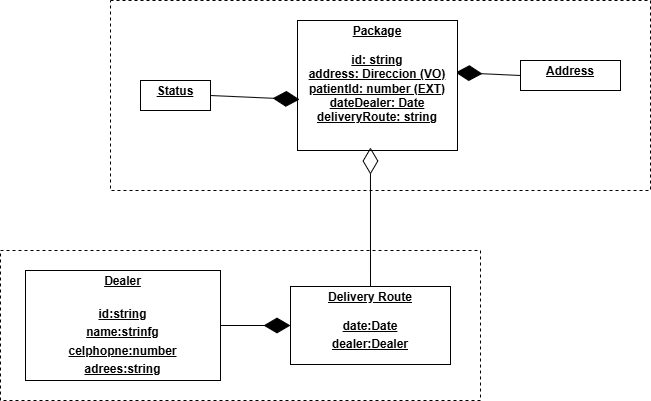 Package
id: string
address: Direccion (VO)
patientId: number (EXT)
dateDealer: Date
deliveryRoute: string
Status
Address
Dealer
id:string
name:strinfg
celphopne:number
adrees:string
Delivery Route
date:Date
dealer:Dealer